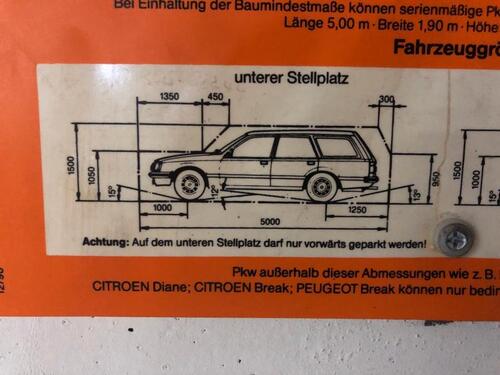 Bei Einhaltung der Baumindestmaße können serienmäßige Pk
Länge 5,00 m · Breite 1,90 m · Höhe
Fahrzeuggrö
unterer Stellplatz
1350 450 300
1500 1050 950 1500 1000
15° 12° 13° 15°
1000 1250
5000
Achtung: Auf dem unteren Stellplatz darf nur vorwärts geparkt werden!
Pkw außerhalb dieser Abmessungen wie z. B.
CITROEN Diane; CITROEN Break; PEUGEOT Break können nur bedin